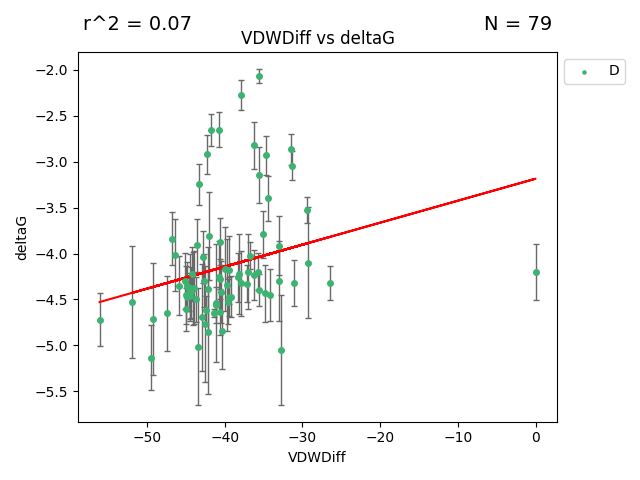 r^2 = 0.07
N = 79
VDWDiff vs deltaG
D
−2.0
−2.5
−3.0
−3.5
−4.0
−4.5
−5.0
−5.5
deltaG
−50
−40
−30
−20
−10
0
VDWDiff